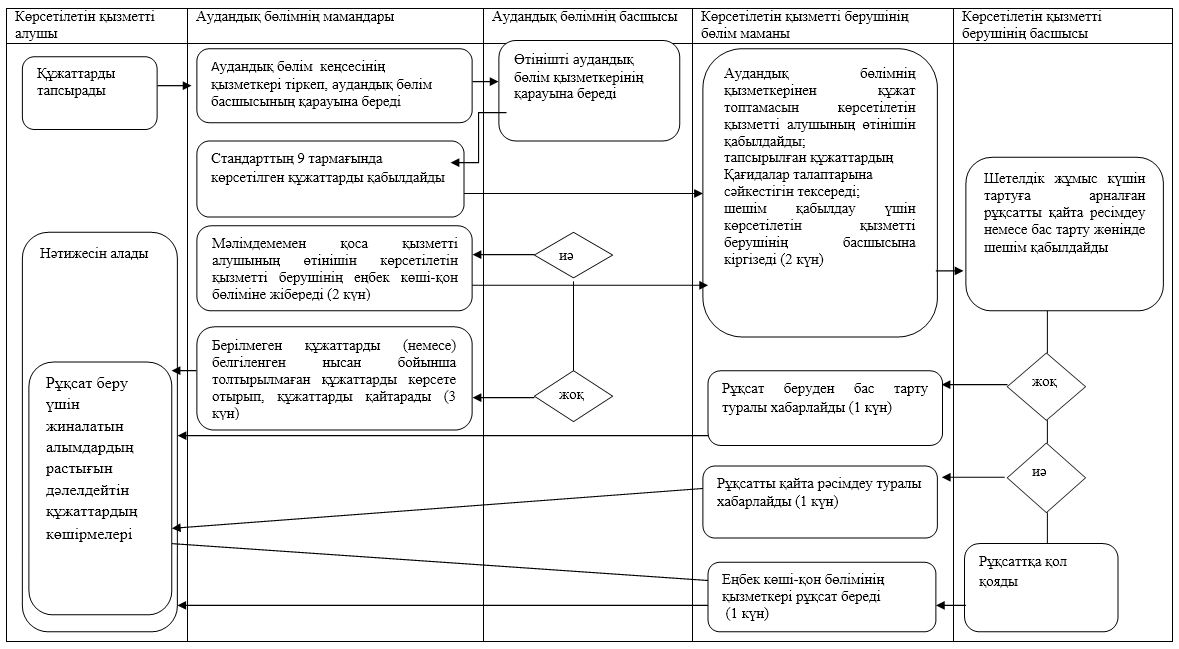 Көрсетілетін қызметті
алушы
Аудандық бөлімнің мамандары
Аудандық бөлімнің басшысы
Көрсетілетін қызметті берушінің
бөлім маманы
Көрсетілетін қызметті
берушінің басшысы
Құжаттарды
тапсырады
Аудандық бөлім кеңсесінің
қызметкері тіркеп, аудандық бөлім
басшысының қарауына береді
Өтінішті аудандық
бөлім қызметкерінің
қарауына береді
Стандарттың 9 тармағында
көрсетілген құжаттарды қабылдайды
Аудандық бөлімнің
қызметкерінен құжат
топтамасын көрсетілетін
қызметті алушының өтінішін
қабылдайды;
тапсырылған құжаттардың
Қағидалар талаптарына
сәйкестігін тексереді;
шешім қабылдау үшін
көрсетілетін қызметті
берушінің басшысына
кіргізеді (2 күн)
Шетелдік жұмыс күшін
тартуға арналған
рұқсатты қайта ресімдеу
немесе бас тарту жөнінде
шешім қабылдайды
Мәлімдемемен қоса қызметті
алушының өтінішін көрсетілетін
қызметті берушінің еңбек көші-қон
бөліміне жібереді (2 күн)
иә
Берілмеген құжаттарды (немесе)
белгіленген нысан бойынша
толтырылмаған құжаттарды көрсете
отырып, құжаттарды қайтарады (3
күн)
жоқ
Нәтижесін алады
Рұқсат беру
үшін
жиналатын
алымдардың
растығын
дәлелдейтін
құжаттардың
көшірмелері
Рұқсат беруден бас тарту
туралы хабарлайды (1 күн)
жоқ
Рұқсатты қайта рәсімдеу туралы
хабарлайды (1 күн)
иә
Еңбек көші-қон бөлімінің
қызметкері рұқсат береді
(1 күн)
Рұқсатқа қол
қояды